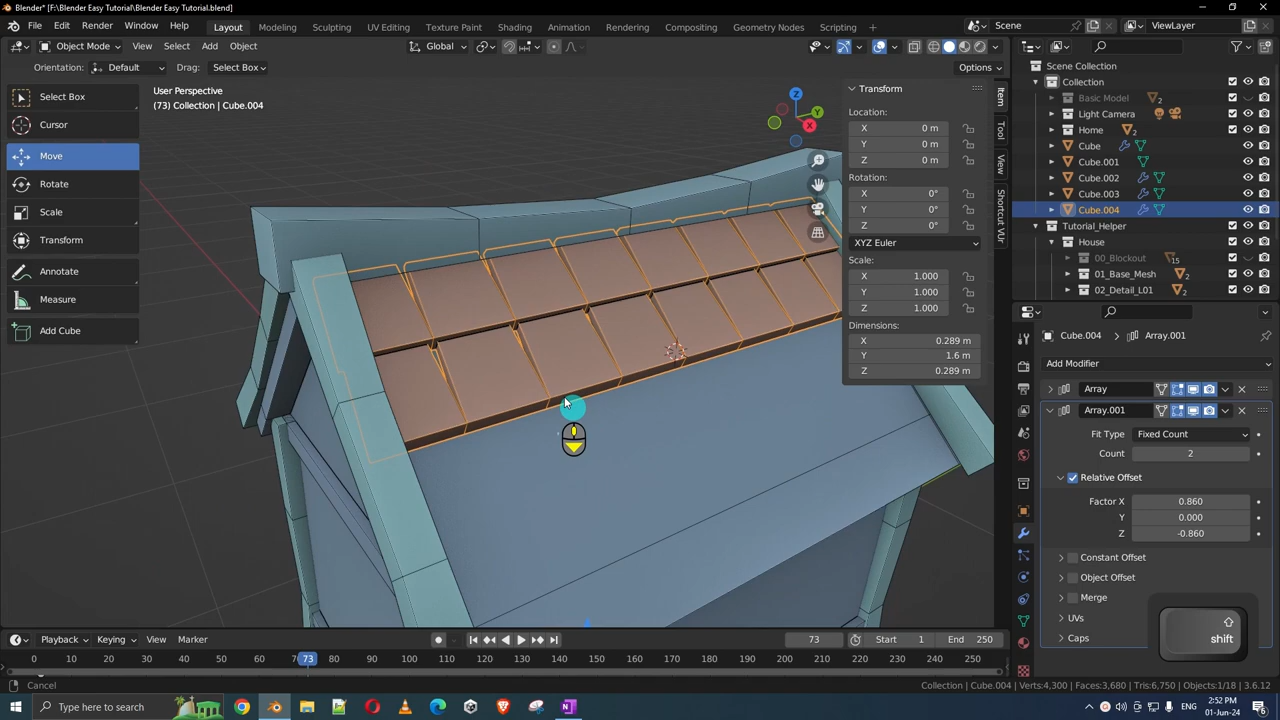 Blender* [F:\Blender Easy Tutorial\Blender Easy Tutorial.blend]
File Edit Render Window Help Layout Modeling Sculpting UV Editing Texture Paint Shading Animation Rendering Compositing Geometry Nodes Scripting + Scene ViewLayer
Object Mode View Select Add Object Global
Orientation: Default Drag: Select Box Options
User Perspective
(73) Collection | Cube.004
Select Box
Cursor
Move
Rotate
Scale
Transform
Annotate
Measure
Add Cube
Z
Y
X
Transform
Location:
X 0 m
Y 0 m
Z 0 m
Rotation:
X 0°
Y 0°
Z 0°
XYZ Euler
Scale:
X 1.000
Y 1.000
Z 1.000
Dimensions:
X 0.289 m
Y 1.6 m
Z 0.289 m
Item
Tool
View
Shortcut VUr
Scene Collection
Collection
Basic Model 2
Light Camera
Home 2
Cube
Cube.001
Cube.002
Cube.003
Cube.004
Tutorial_Helper
House
00_Blockout 15
01_Base_Mesh 2
02_Detail_L01 2
Cube.004 Array.001
Add Modifier
Array
Array.001
Fit Type Fixed Count
Count 2
Relative Offset
Factor X 0.860
Y 0.000
Z -0.860
Constant Offset
Object Offset
Merge
UVs
Caps
shift
Playback Keying View Marker 73 Start 1 End 250
0 10 20 30 40 50 60 73 80 90 100 110 120 130 140 150 160 170 180 190 200 210 220 230 240 250
Cancel Collection | Cube.004 | Verts:4,300 | Faces:3,680 | Tris:6,750 | Objects:1/18 | 3.6.12
Type here to search
2:52 PM
01-Jun-24